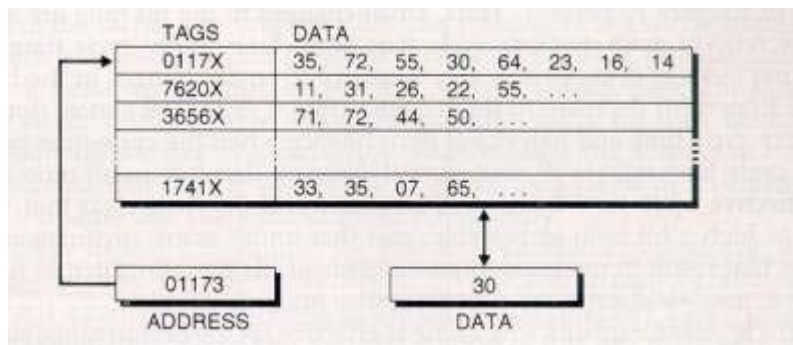 TAGS DATA
0117X 35, 72, 55, 30, 64, 23, 16, 14
7620X 11, 31, 26, 22, 55, . . .
3656X 71, 72, 44, 50, . . . .
1741X 33, 35, 07, 65, . . . .
01173 30
ADDRESS DATA